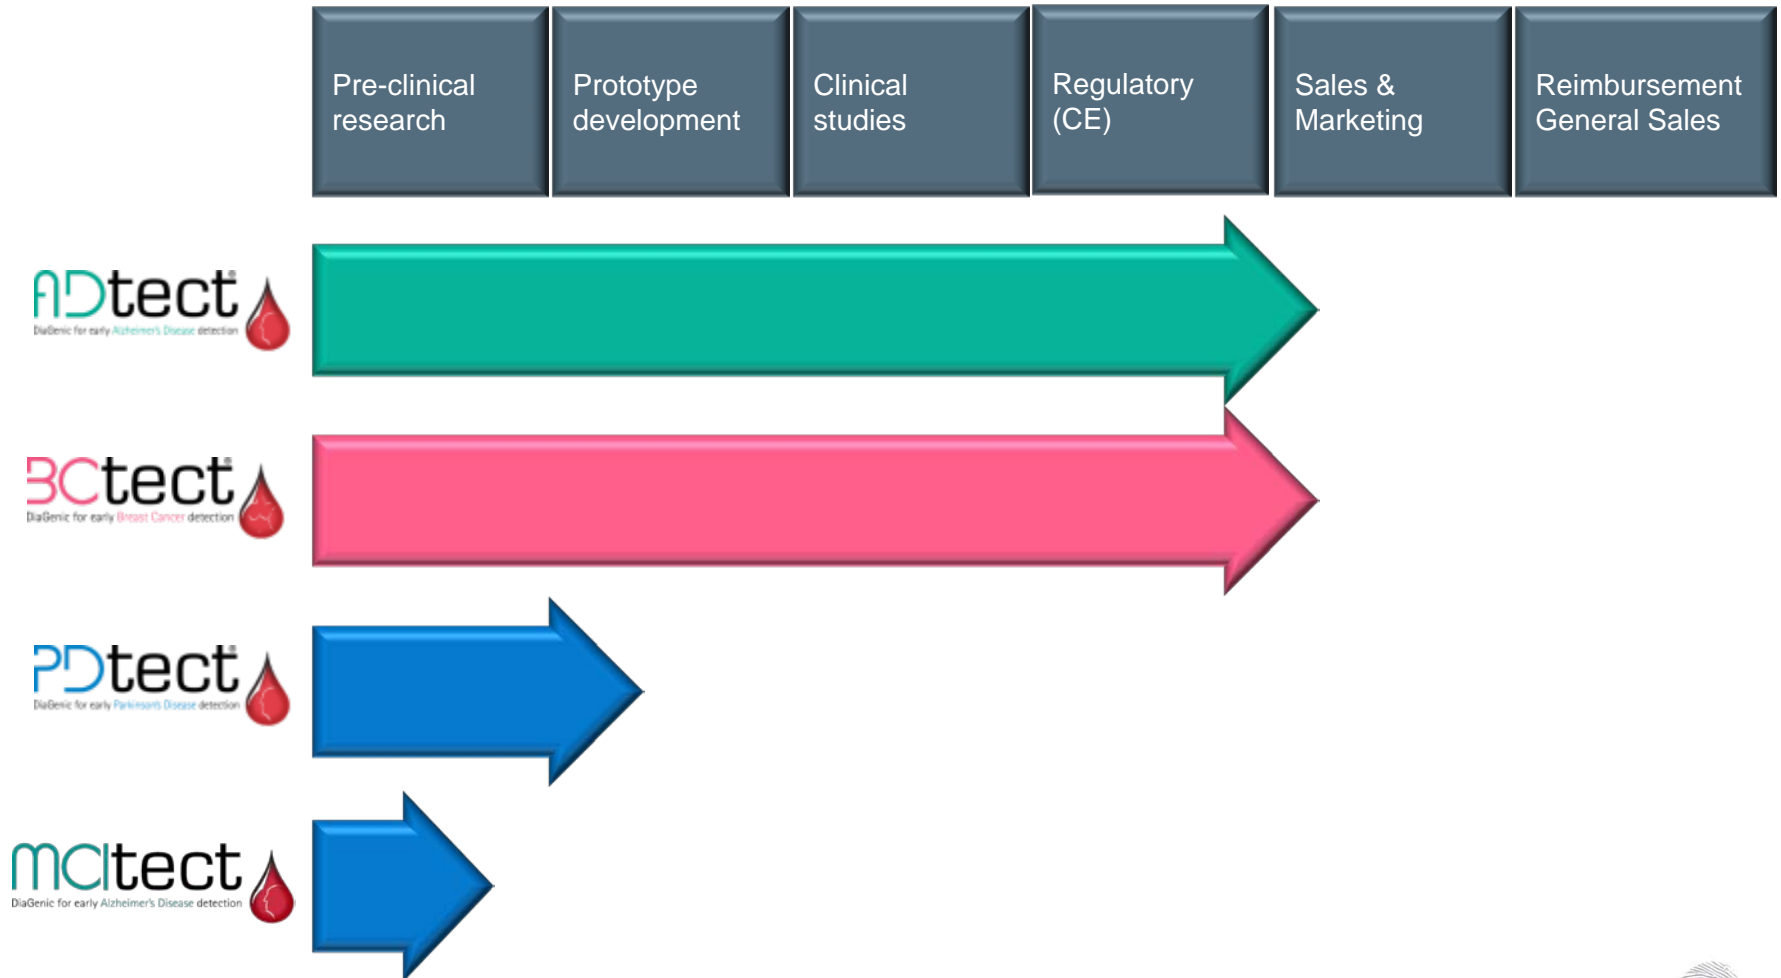 Pre-clinical
research
Prototype
development
Clinical
studies
Regulatory
(CE)
Sales &
Marketing
Reimbursement
General Sales
ADtect®
DiaGenic for early Alzheimer's Disease detection
BCtect®
DiaGenic for early Breast Cancer detection
PDtect®
DiaGenic for early Parkinson's Disease detection
MCItect
DiaGenic for early Alzheimer's Disease detection